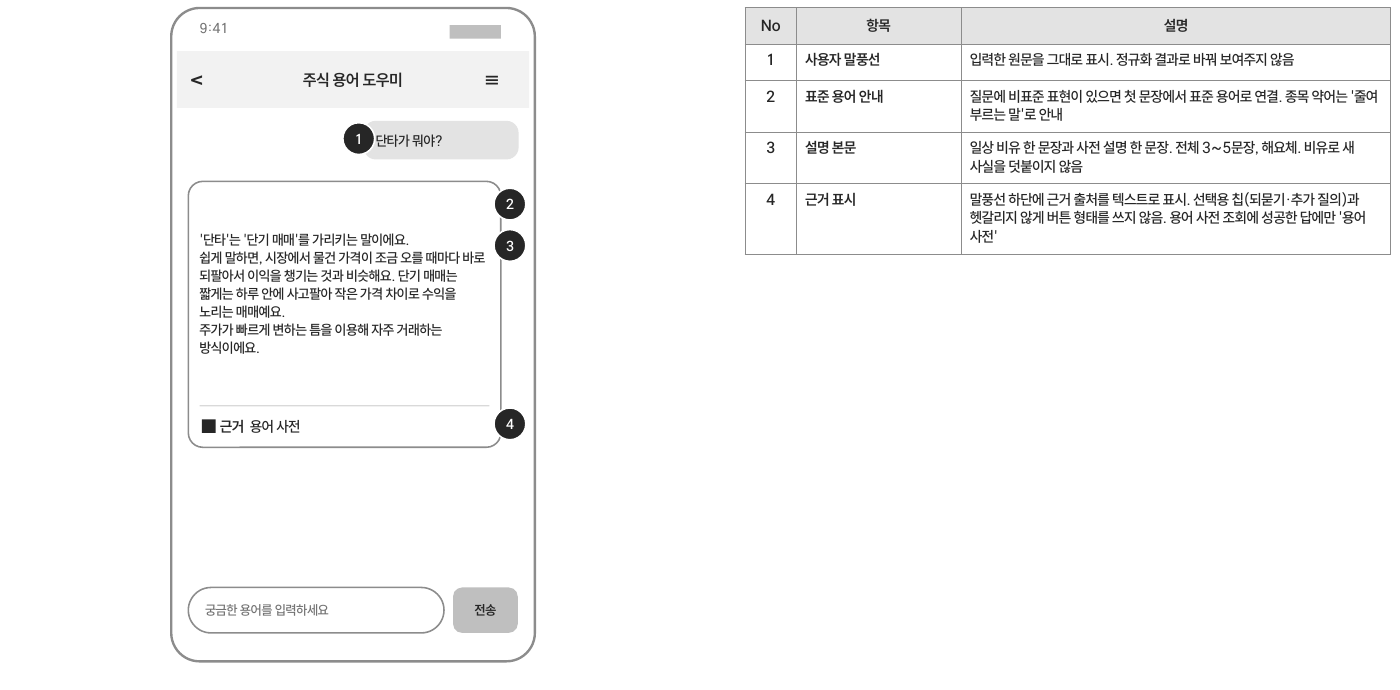 9:41
< 주식 용어 도우미 ≡
1 단타가 뭐야?
2
3
'단타'는 '단기 매매'를 가리키는 말이에요.
쉽게 말하면, 시장에서 물건 가격이 조금 오를 때마다 바로
되팔아서 이익을 챙기는 것과 비슷해요. 단기 매매는
짧게는 하루 안에 사고팔아 작은 가격 차이로 수익을
노리는 매매예요.
주가가 빠르게 변하는 틈을 이용해 자주 거래하는
방식이에요.
■ 근거 용어 사전
4
궁금한 용어를 입력하세요
전송
No 항목 설명
1 사용자 말풍선 입력한 원문을 그대로 표시. 정규화 결과로 바꿔 보여주지 않음
2 표준 용어 안내 질문에 비표준 표현이 있으면 첫 문장에서 표준 용어로 연결. 종목 약어는 '줄여
부르는 말'로 안내
3 설명 본문 일상 비유 한 문장과 사전 설명 한 문장. 전체 3~5문장, 해요체. 비유로 새
사실을 덧붙이지 않음
4 근거 표시 말풍선 하단에 근거 출처를 텍스트로 표시. 선택용 칩(되묻기·추가 질의)과
헷갈리지 않게 버튼 형태를 쓰지 않음. 용어 사전 조회에 성공한 답에만 '용어
사전'